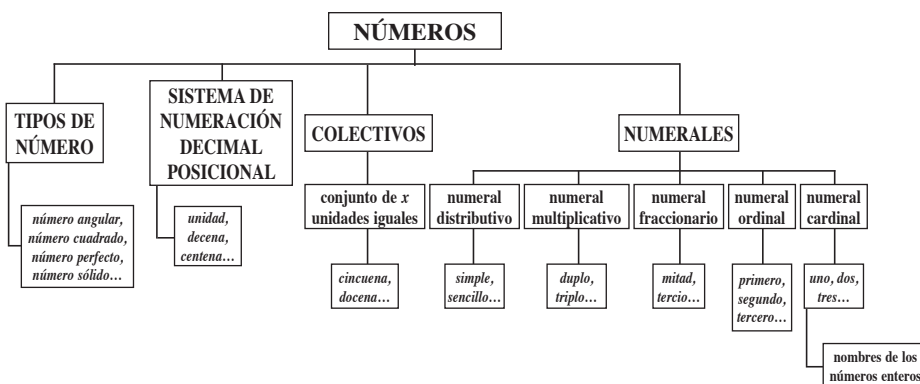 NÚMEROS
TIPOS DE
NÚMERO
SISTEMA DE
NUMERACIÓN
DECIMAL
POSICIONAL
COLECTIVOS
NUMERALES
número angular,
número cuadrado,
número perfecto,
número sólido…
unidad,
decena,
centena…
conjunto de x
unidades iguales
numeral
distributivo
numeral
multiplicativo
numeral
fraccionario
numeral
ordinal
numeral
cardinal
cincuena,
docena…
simple,
sencillo…
duplo,
triplo…
mitad,
tercio…
primero,
segundo,
tercero…
uno, dos,
tres…
nombres de los
números enteros